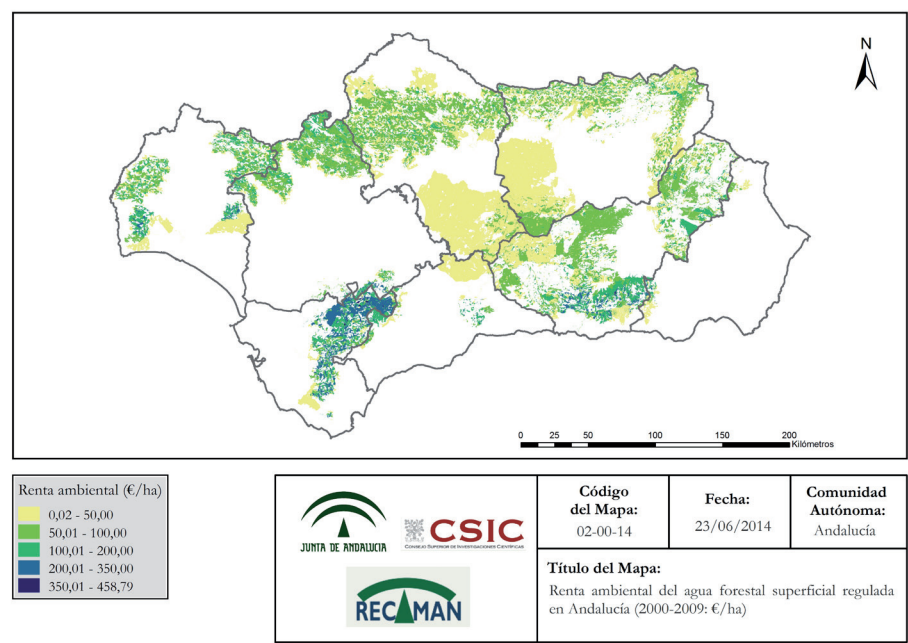 N
0 25 50 100 150 200
Kilómetros
Renta ambiental (€/ha)
0,02 - 50,00
50,01 - 100,00
100,01 - 200,00
200,01 - 350,00
350,01 - 458,79
JUNTA DE ANDALUCIA
CSIC
CONSEJO SUPERIOR DE INVESTIGACIONES CIENTÍFICAS
RECAMAN
Código
del Mapa:
02-00-14
Fecha:
23/06/2014
Comunidad
Autónoma:
Andalucía
Título del Mapa:
Renta ambiental del agua forestal superficial regulada
en Andalucía (2000-2009: €/ha)